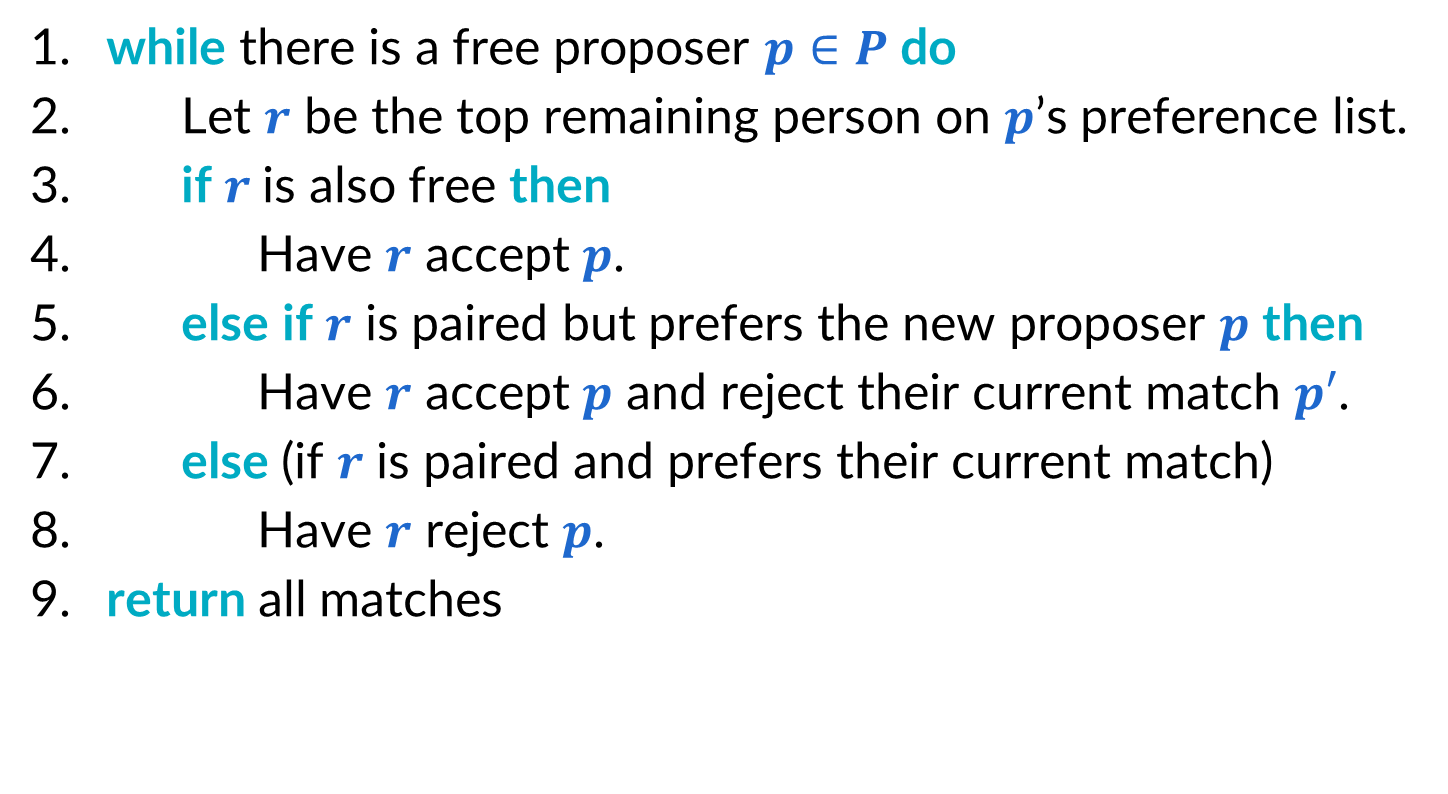 1. while there is a free proposer p ∈ P do
2. Let r be the top remaining person on p’s preference list.
3. if r is also free then
4. Have r accept p.
5. else if r is paired but prefers the new proposer p then
6. Have r accept p and reject their current match p′.
7. else (if r is paired and prefers their current match)
8. Have r reject p.
9. return all matches